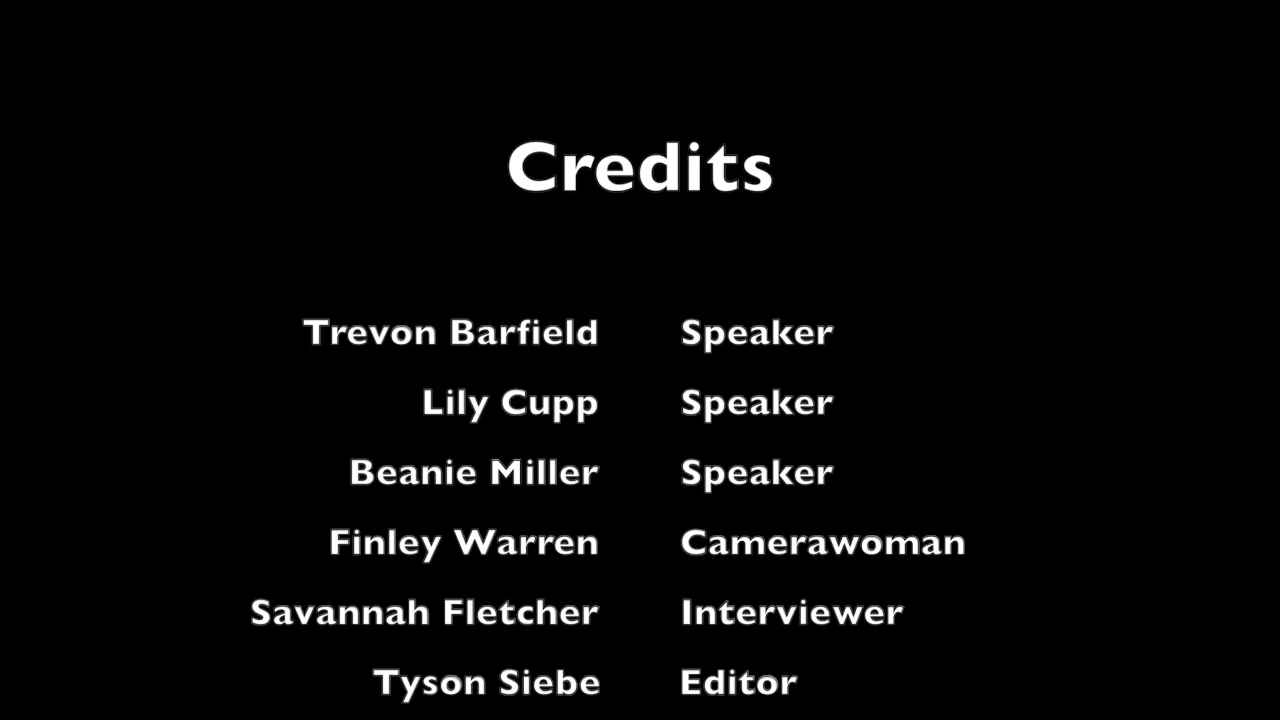 Credits
Trevon Barfield Speaker
Lily Cupp Speaker
Beanie Miller Speaker
Finley Warren Camerawoman
Savannah Fletcher Interviewer
Tyson Siebe Editor